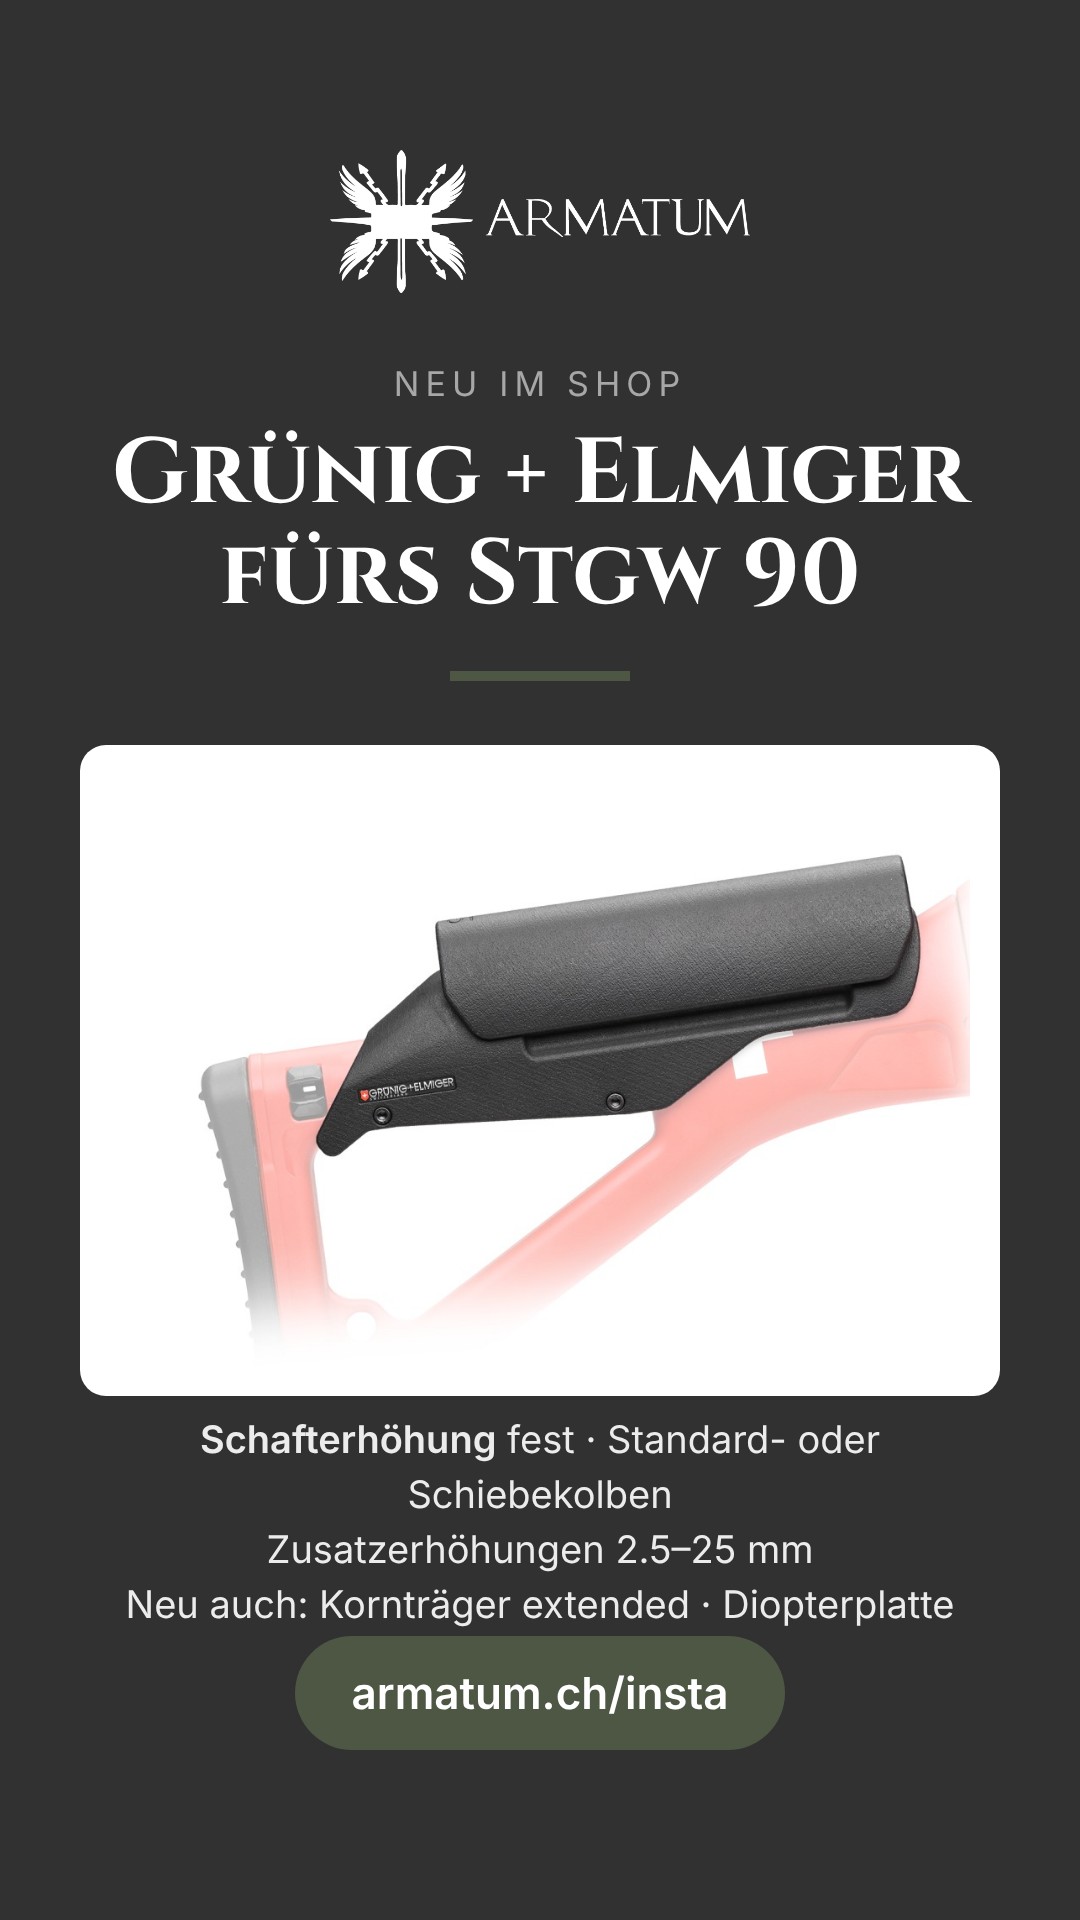 ARMATUM
NEU IM SHOP
GRÜNIG + ELMIGER
FÜRS STGW 90
GRÜNIG+ELMIGER
Schafterhöhung fest · Standard- oder
Schiebekolben
Zusatzerhöhungen 2.5–25 mm
Neu auch: Kornträger extended · Diopterplatte
armatum.ch/insta